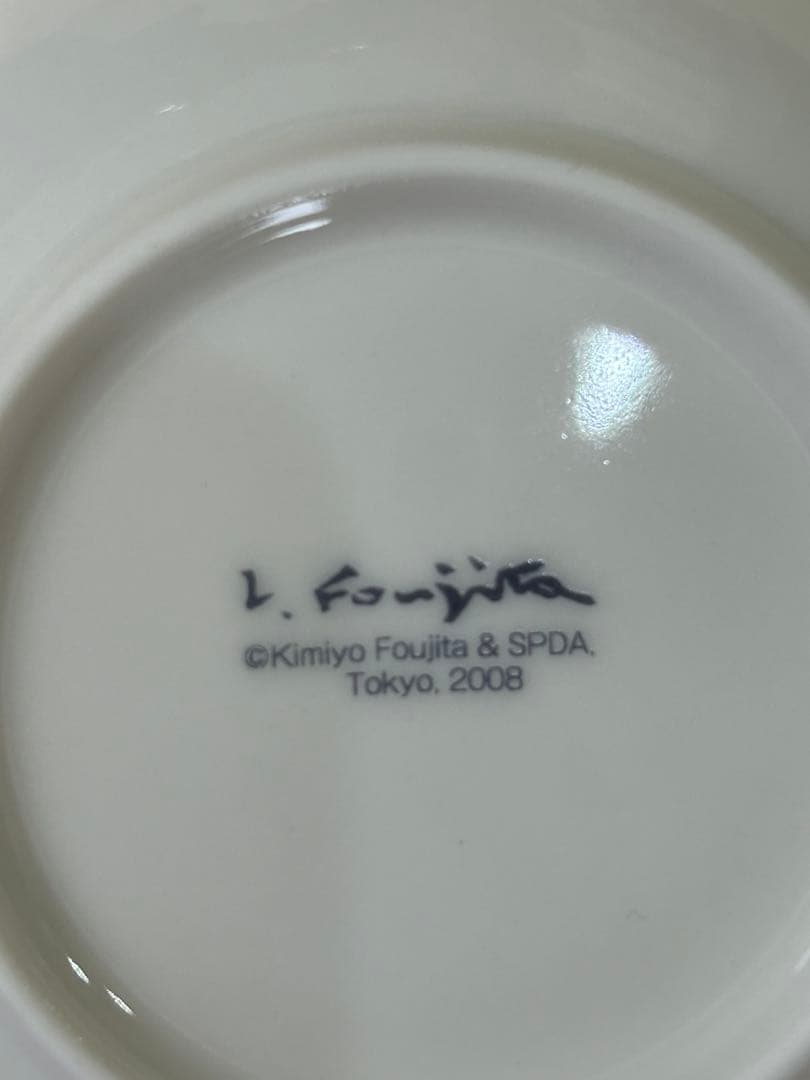 L. Foujita
©Kimiyo Foujita & SPDA,
Tokyo, 2008